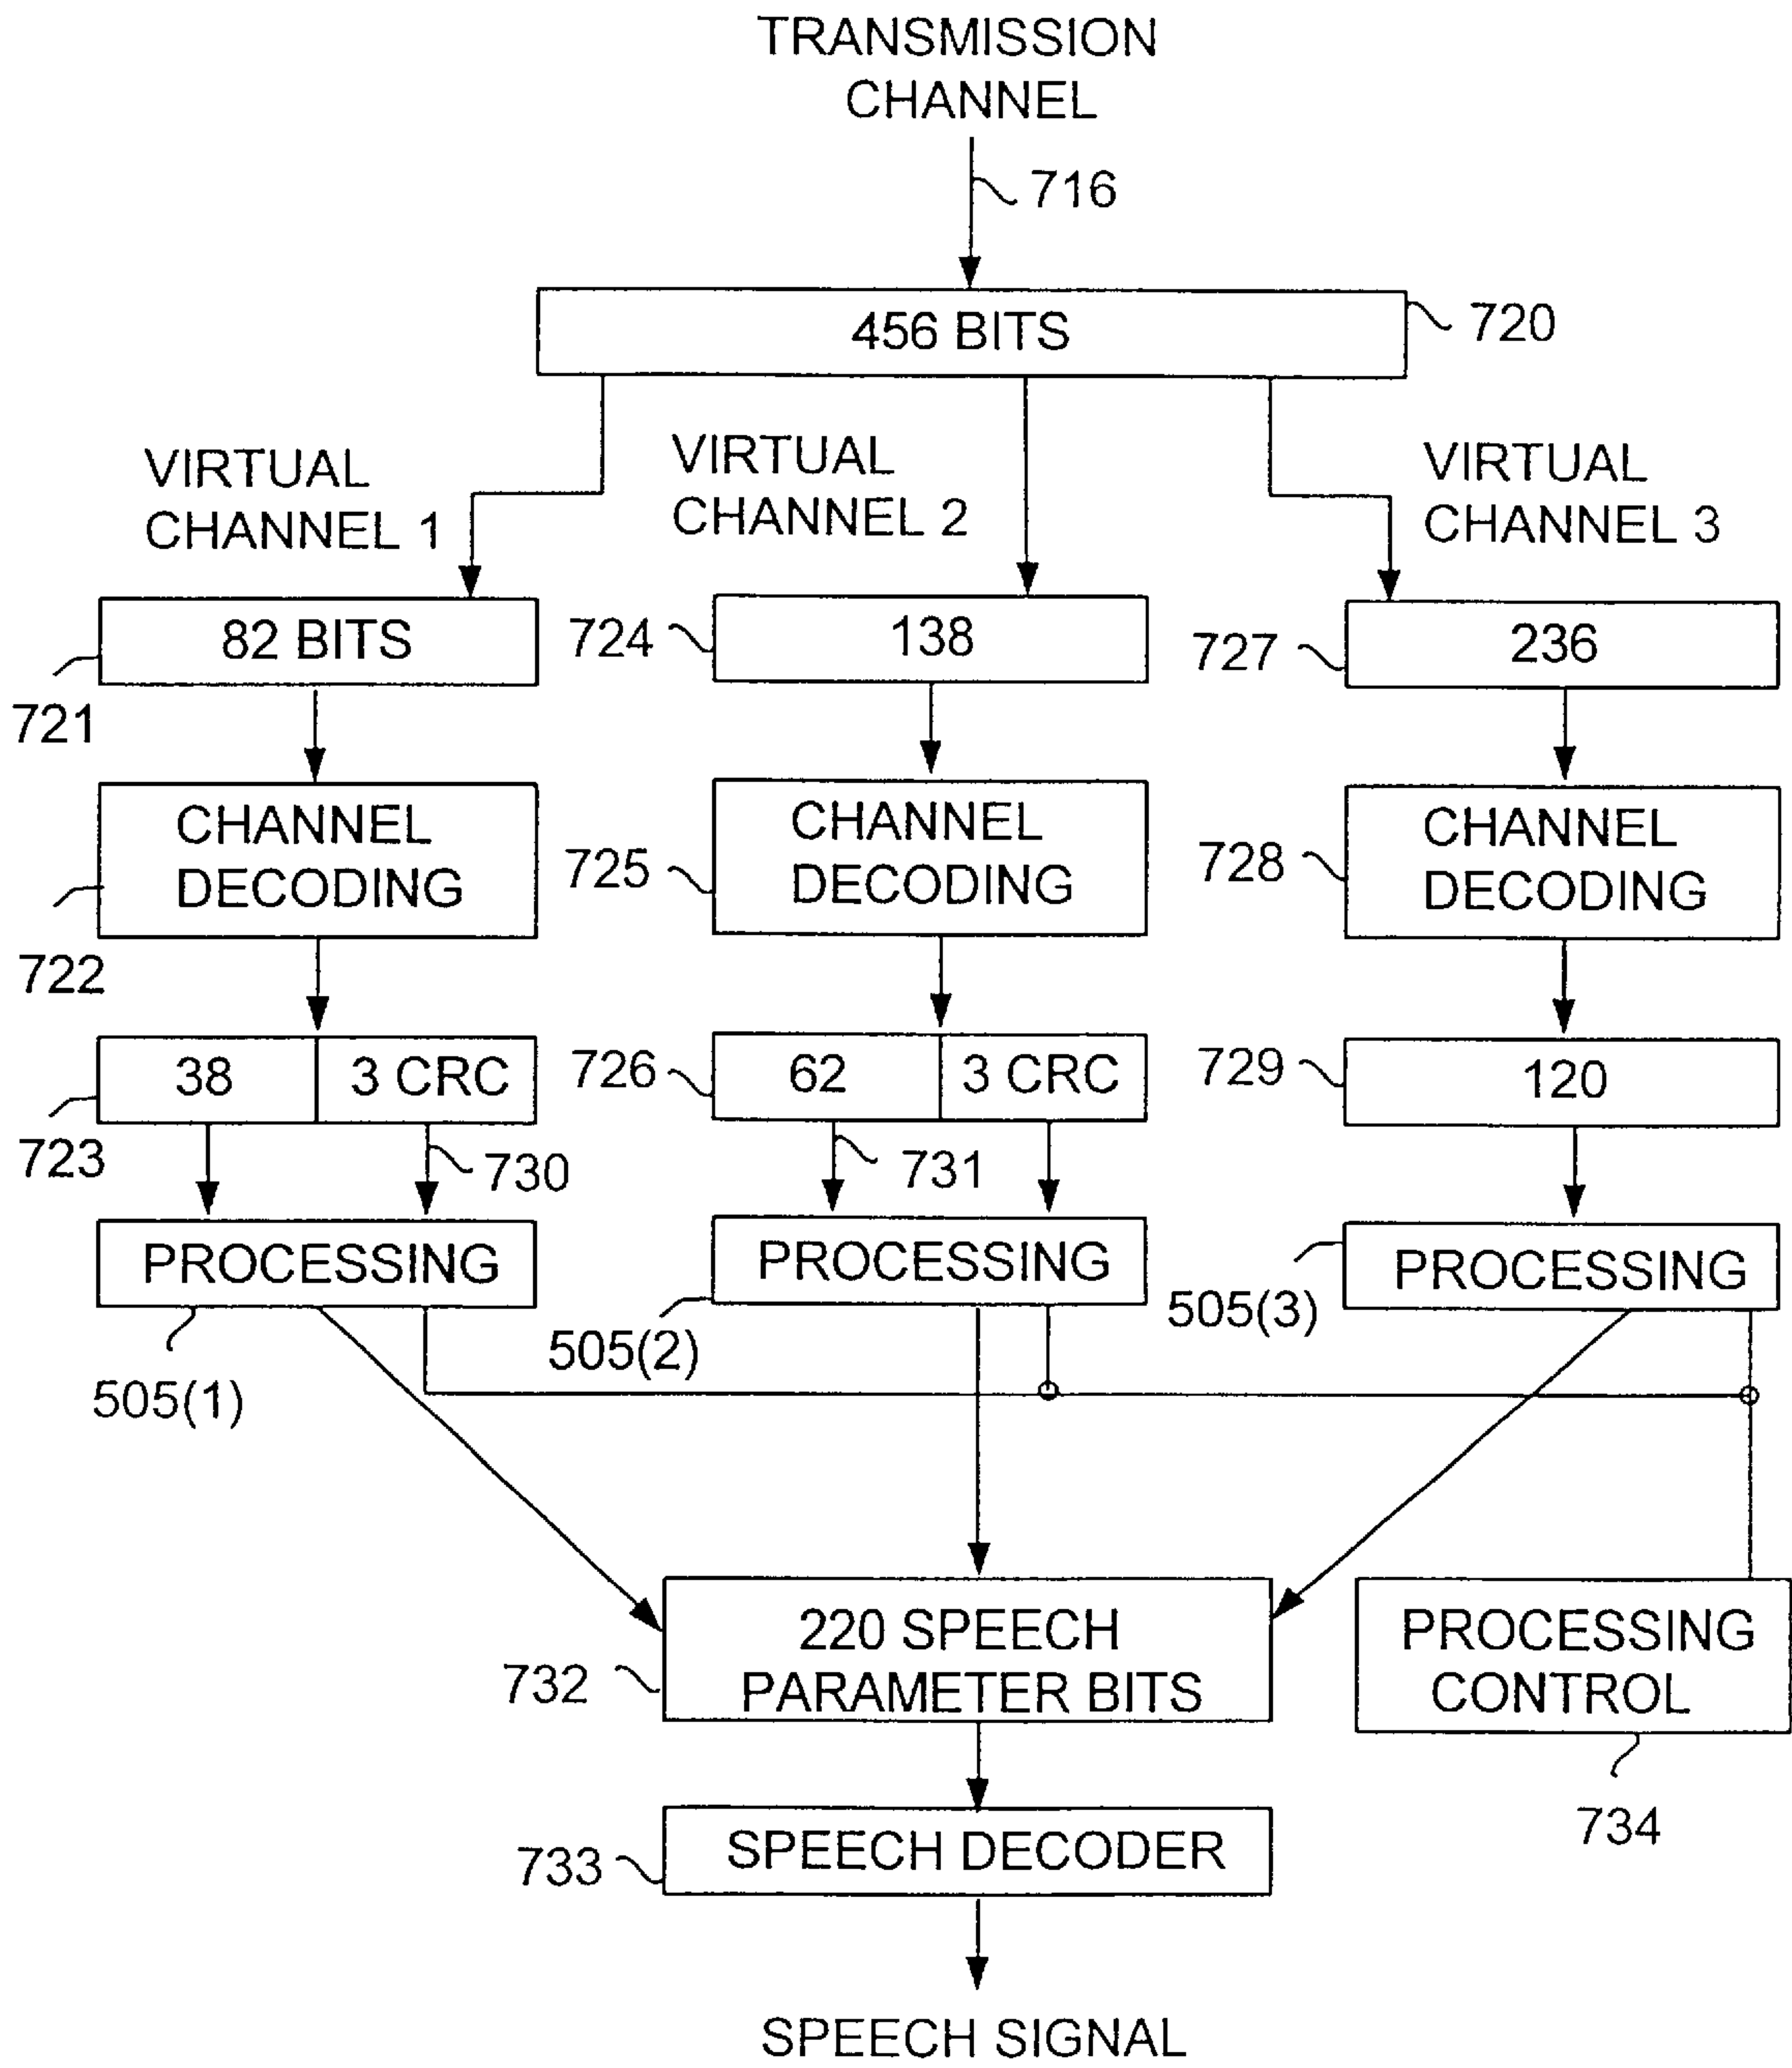 TRANSMISSION
CHANNEL
716
456 BITS
720
VIRTUAL
CHANNEL 1
VIRTUAL
CHANNEL 2
VIRTUAL
CHANNEL 3
82 BITS
721
724
138
727
236
CHANNEL
DECODING
722
725
CHANNEL
DECODING
728
CHANNEL
DECODING
38
3 CRC
723
730
726
62
3 CRC
731
729
120
PROCESSING
505(1)
PROCESSING
505(2)
505(3)
PROCESSING
732
220 SPEECH
PARAMETER BITS
PROCESSING
CONTROL
734
733
SPEECH DECODER
SPEECH SIGNAL